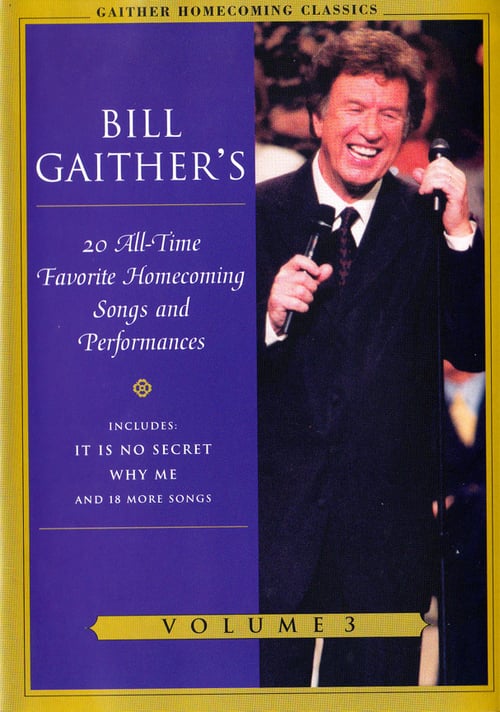 GAITHER HOMECOMING CLASSICS
BILL
GAITHER'S
20 All-Time
Favorite Homecoming
Songs and
Performances
INCLUDES:
IT IS NO SECRET
WHY ME
AND 18 MORE SONGS
VOLUME 3